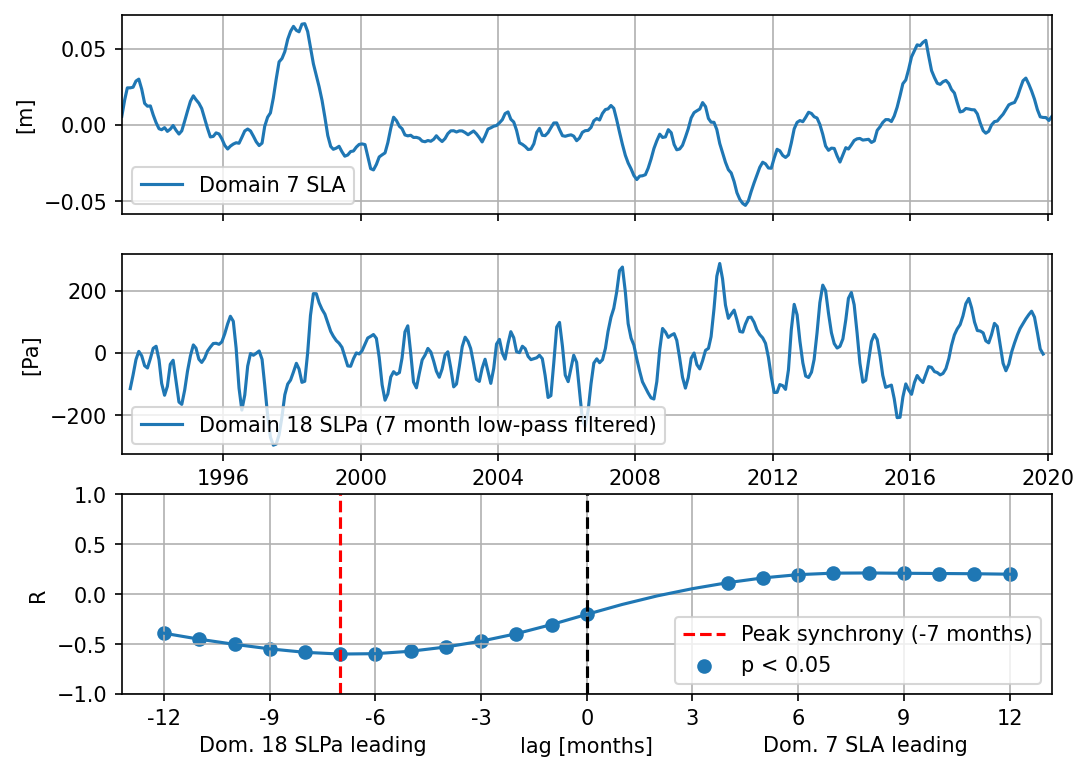 0.05
0.00
−0.05
[m]
Domain 7 SLA
200
0
−200
[Pa]
Domain 18 SLPa (7 month low-pass filtered)
1996 2000 2004 2008 2012 2016 2020
1.0
0.5
0.0
−0.5
−1.0
R
Peak synchrony (-7 months)
p < 0.05
-12 -9 -6 -3 0 3 6 9 12
Dom. 18 SLPa leading lag [months] Dom. 7 SLA leading